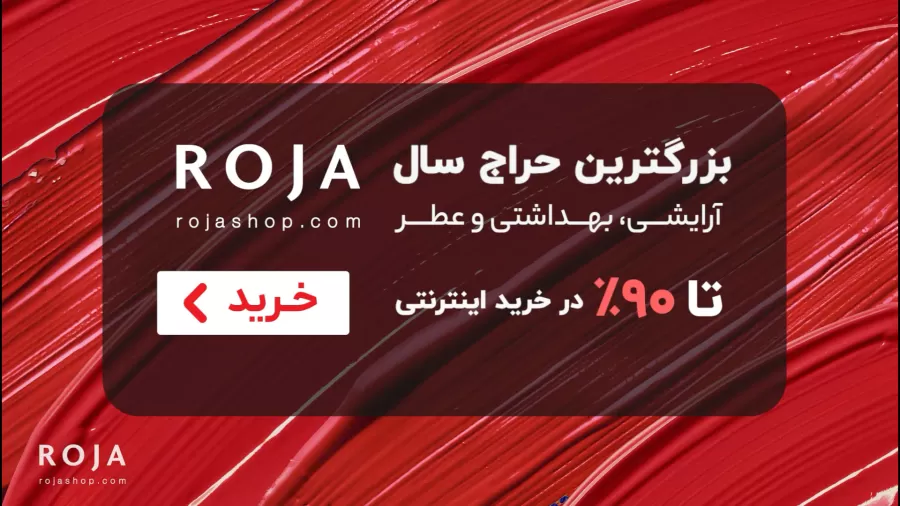 بزرگترین حراج سال
آرایشی، بهداشتی و عطر
تا ۹۰٪ در خرید اینترنتی
ROJA
rojashop.com
خرید
ROJA
rojashop.com